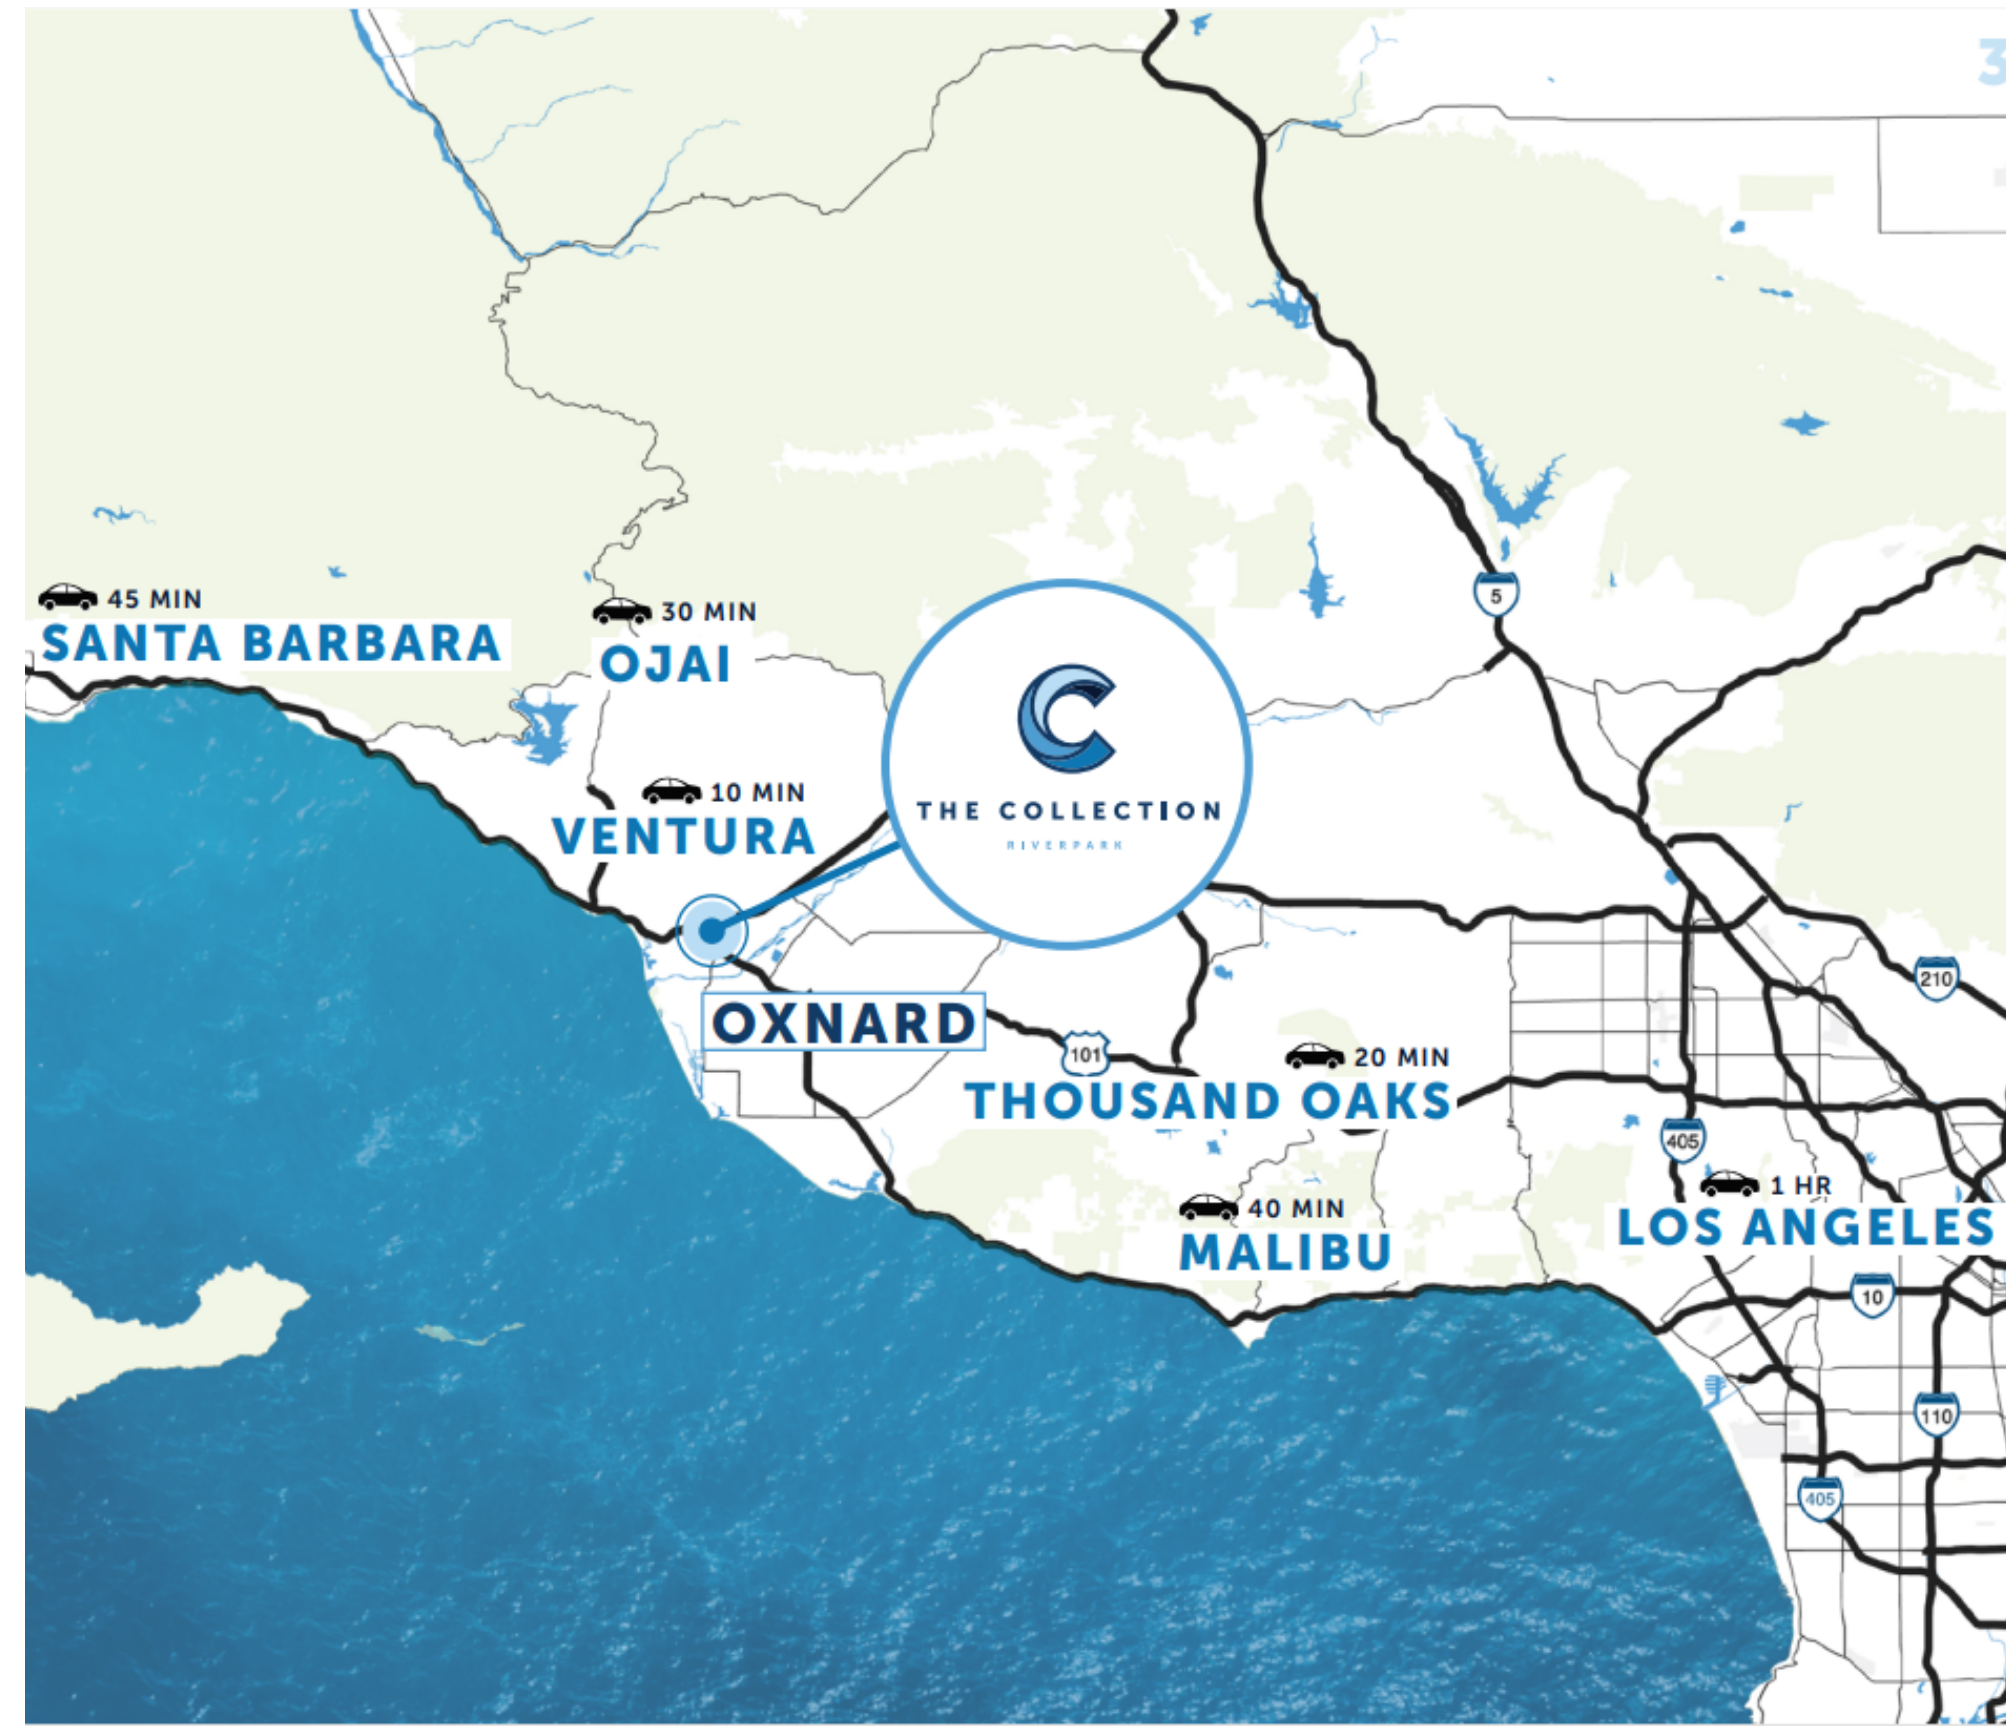 3
5
45 MIN
SANTA BARBARA
30 MIN
OJAI
10 MIN
VENTURA
THE COLLECTION
RIVERPARK
210
OXNARD
101
20 MIN
THOUSAND OAKS
405
1 HR
LOS ANGELES
40 MIN
MALIBU
10
110
405